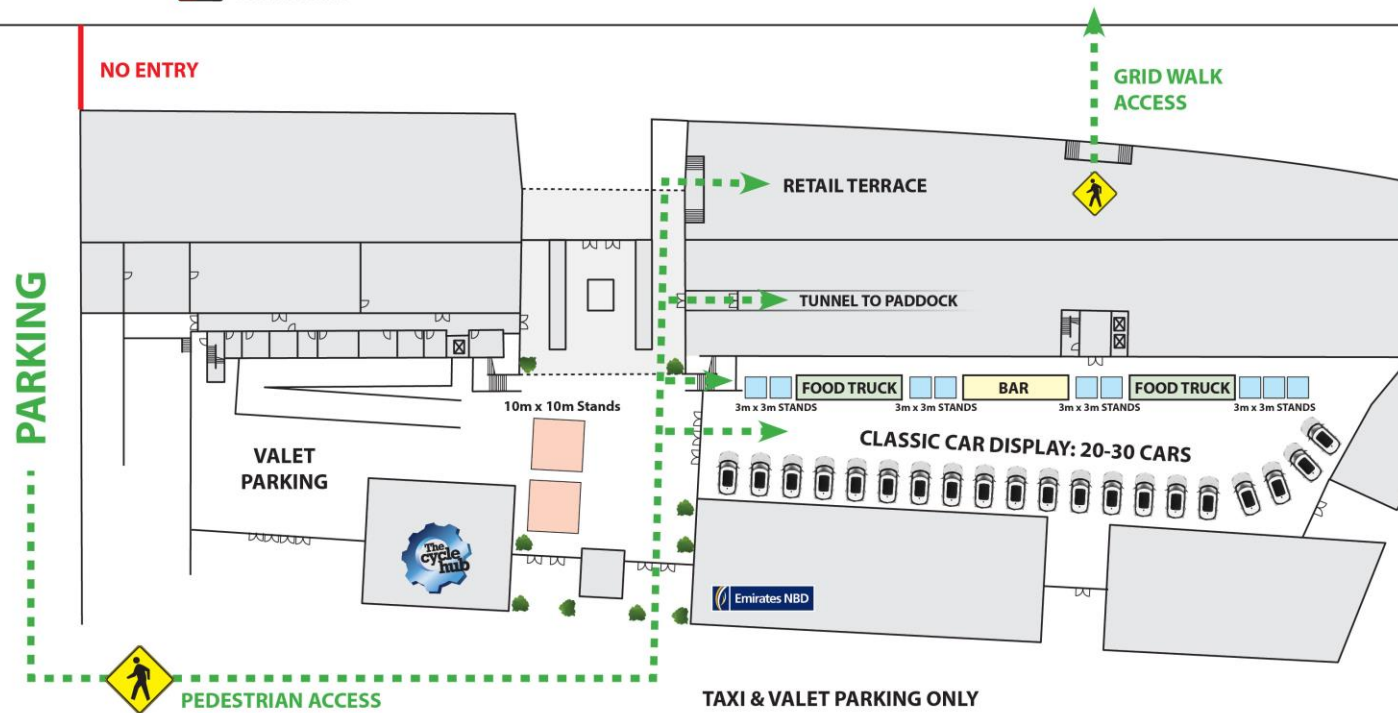 NO ENTRY
GRID WALK
ACCESS
RETAIL TERRACE
PARKING
TUNNEL TO PADDOCK
FOOD TRUCK
BAR
FOOD TRUCK
3m x 3m STANDS
3m x 3m STANDS
3m x 3m STANDS
3m x 3m STANDS
10m x 10m Stands
CLASSIC CAR DISPLAY: 20-30 CARS
VALET
PARKING
The
cycle
hub
Emirates NBD
PEDESTRIAN ACCESS
TAXI & VALET PARKING ONLY